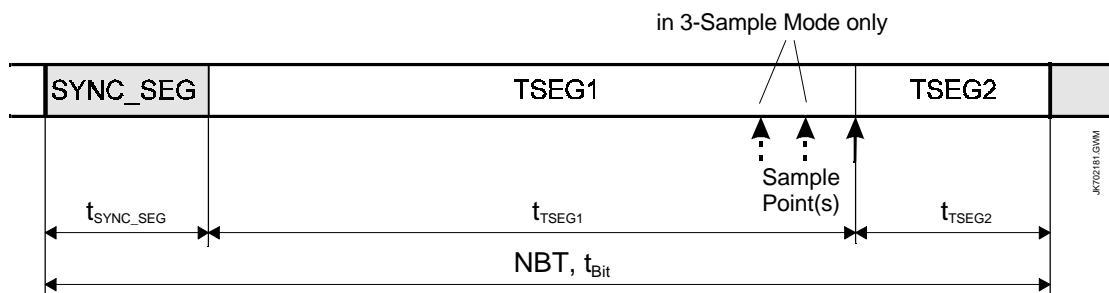 in 3-Sample Mode only
SYNC_SEG TSEG1 TSEG2
Sample
Point(s)
tSYNC_SEG tTSEG1 tTSEG2
NBT, tBit
JK702181.GWM